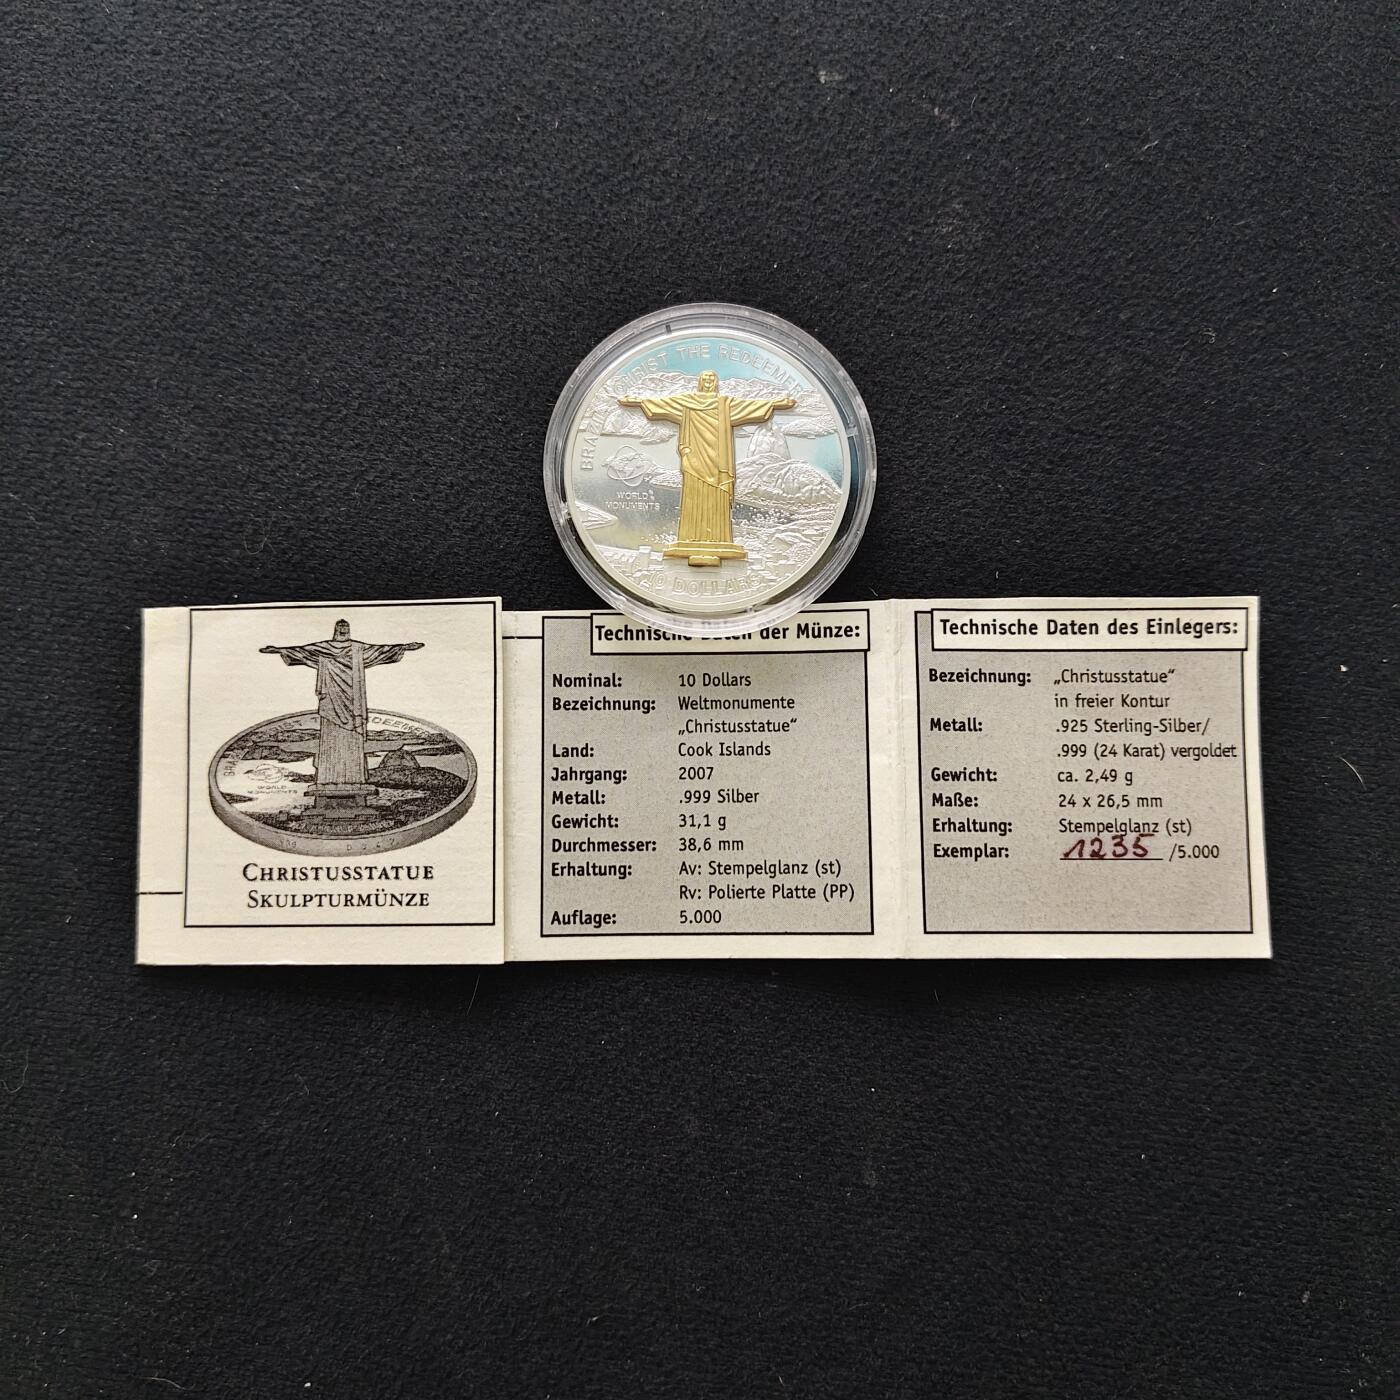 BRAZIL CHRIST THE REDEEMER
WORLD
MONUMENTS
10 DOLLARS
CHRISTUSSTATUE
SKULPTURMÜNZE
Technische Daten der Münze:
Nominal: 10 Dollars
Bezeichnung: Weltmonumente
„Christusstatue“
Land: Cook Islands
Jahrgang: 2007
Metall: .999 Silber
Gewicht: 31,1 g
Durchmesser: 38,6 mm
Erhaltung: Av: Stempelglanz (st)
Rv: Polierte Platte (PP)
Auflage: 5.000
Technische Daten des Einlegers:
Bezeichnung: „Christusstatue“
in freier Kontur
Metall: .925 Sterling-Silber/
.999 (24 Karat) vergoldet
Gewicht: ca. 2,49 g
Maße: 24 x 26,5 mm
Erhaltung: Stempelglanz (st)
Exemplar: 1235 /5.000